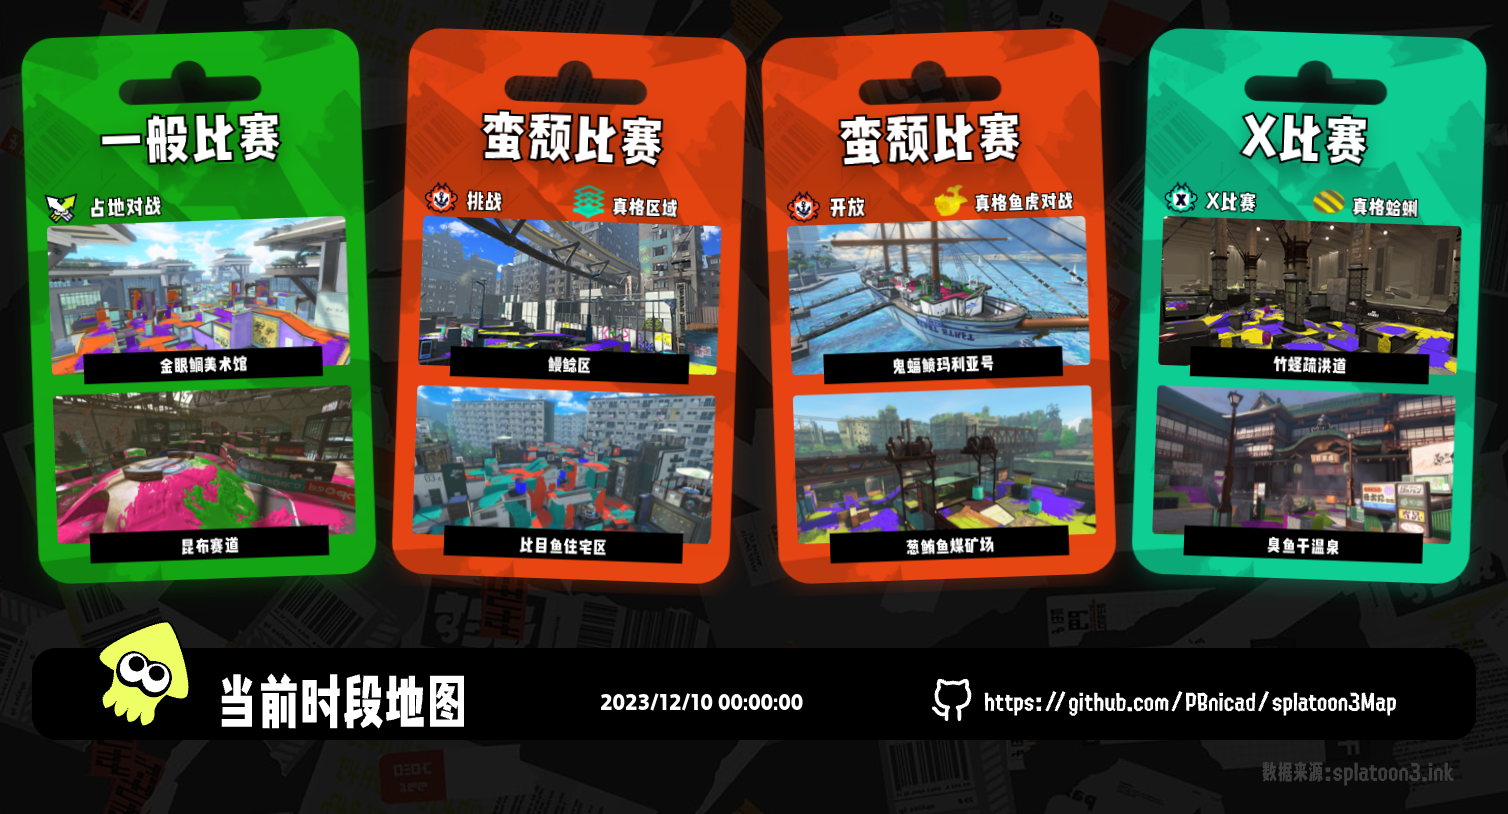 一般比赛
占地对战
金眼鲷美术馆
昆布赛道
蛮颓比赛
挑战
真格区域
鳗鲶区
比目鱼住宅区
蛮颓比赛
开放
真格鱼虎对战
鬼蝠鲼玛利亚号
葱鲔鱼煤矿场
X比赛
X比赛
真格蛤蜊
竹蛏疏洪道
臭鱼干温泉
当前时段地图
2023/12/10 00:00:00
https://github.com/PBnicad/splatoon3Map
数据来源:splatoon3.ink